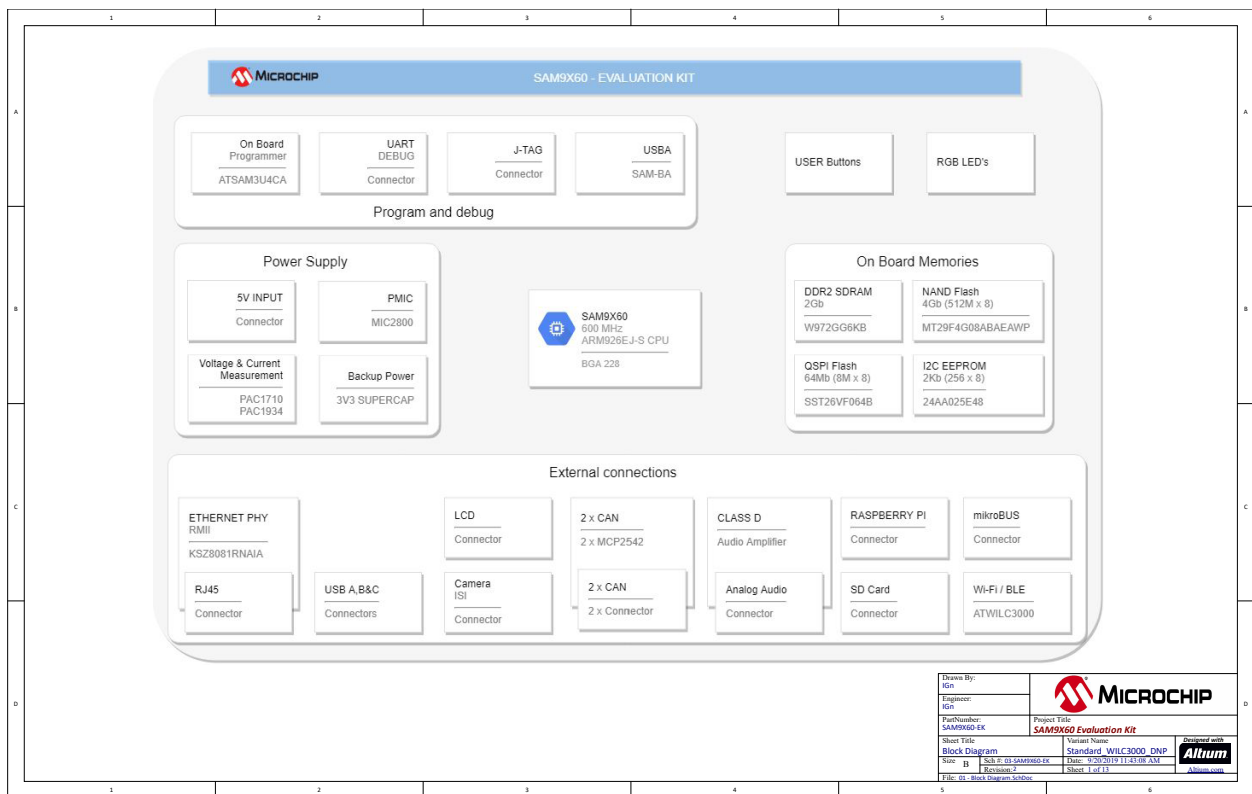 1 2 3 4 5 6
MICROCHIP
SAM9X60 - EVALUATION KIT
A A
On Board
Programmer
ATSAM3U4CA
UART
DEBUG
Connector
J-TAG
Connector
USBA
SAM-BA
Program and debug
USER Buttons
RGB LED's
B B
Power Supply
5V INPUT
Connector
PMIC
MIC2800
Voltage & Current
Measurement
PAC1710
PAC1934
Backup Power
3V3 SUPERCAP
SAM9X60
600 MHz
ARM926EJ-S CPU
BGA 228
On Board Memories
DDR2 SDRAM
2Gb
W972GG6KB
NAND Flash
4Gb (512M x 8)
MT29F4G08ABAEAWP
QSPI Flash
64Mb (8M x 8)
SST26VF064B
I2C EEPROM
2Kb (256 x 8)
24AA025E48
C C
External connections
ETHERNET PHY
RMII
KSZ8081RNAIA
RJ45
Connector
USB A,B&C
Connectors
LCD
Connector
Camera
ISI
Connector
2 x CAN
2 x MCP2542
2 x CAN
2 x Connector
CLASS D
Audio Amplifier
Analog Audio
Connector
RASPBERRY PI
Connector
SD Card
Connector
mikroBUS
Connector
Wi-Fi / BLE
ATWILC3000
D D
Drawn By:
IGn
Engineer:
IGn
MICROCHIP
PartNumber:
SAM9X60-EK
Project Title
SAM9X60 Evaluation Kit
Sheet Title
Block Diagram
Variant Name
Standard_WILC3000_DNP
Designed with
Altium
Altium.com
Size B
Sch #: 03-SAM9X60-EK
Date: 9/20/2019 11:43:08 AM
Revision:2
Sheet 1 of 13
File: 01 - Block Diagram.SchDoc
1 2 3 4 5 6